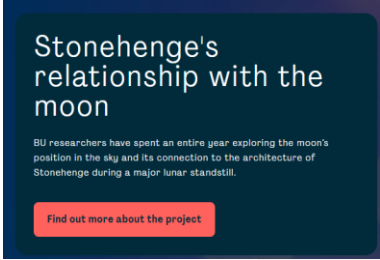 Stonehenge's
relationship with the
moon
BU researchers have spent an entire year exploring the moon's
position in the sky and its connection to the architecture of
Stonehenge during a major lunar standstill.
Find out more about the project